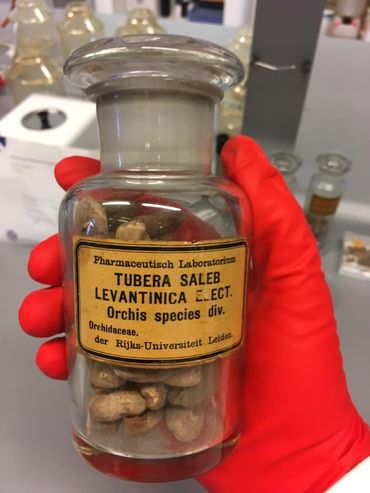 Pharmaceutisch Laboratorium
TUBERA SALEB
LEVANTINICA ELECT.
Orchis species div.
Orchidaceae.
der Rijks-Universiteit Leiden.